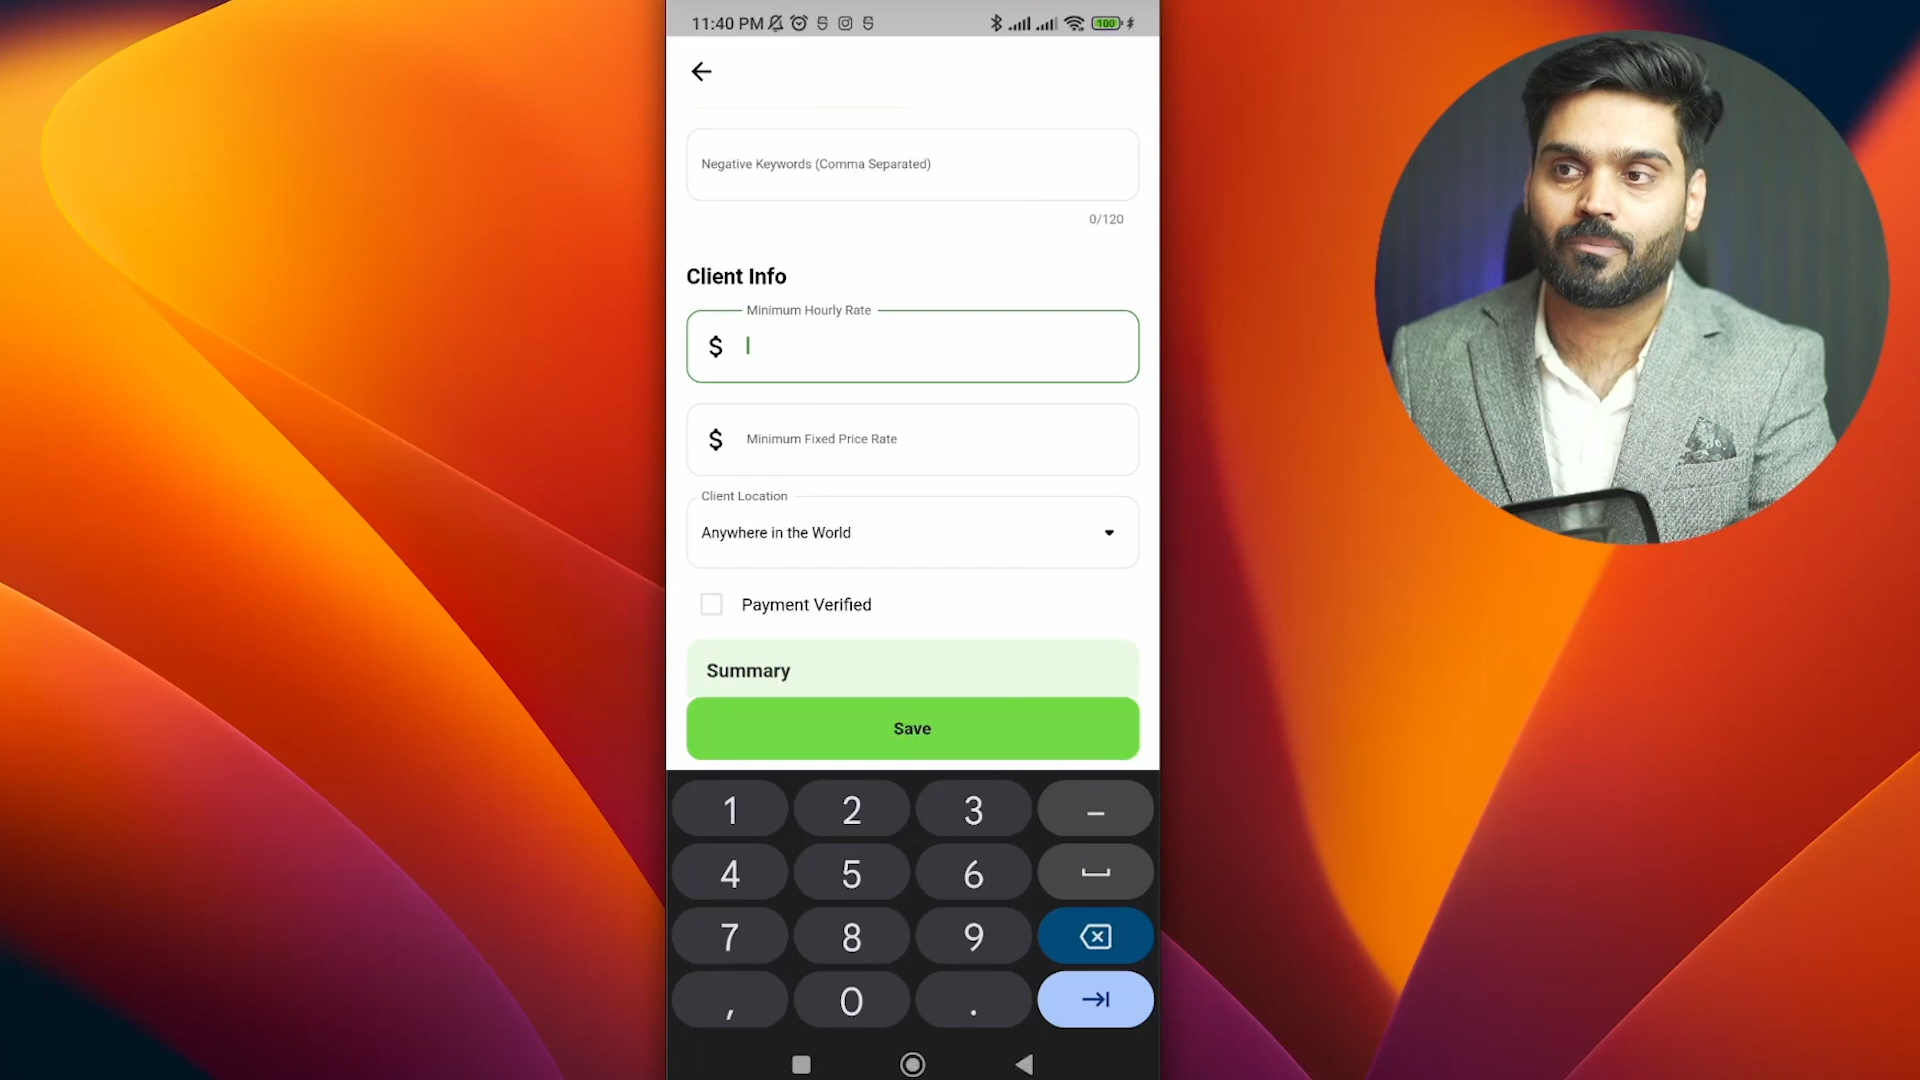 11:40 PM
100
Negative Keywords (Comma Separated)
0/120
Client Info
Minimum Hourly Rate
$
$ Minimum Fixed Price Rate
Client Location
Anywhere in the World
Payment Verified
Summary
Save
1 2 3 –
4 5 6
7 8 9
, 0 .